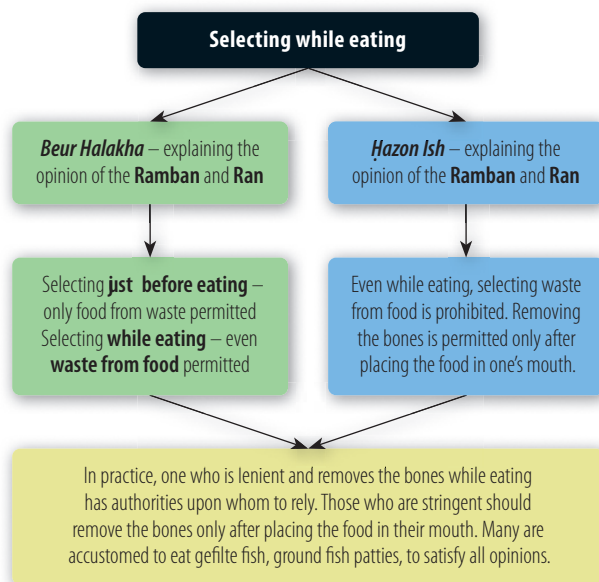 Selecting while eating
Beur Halakha – explaining the
opinion of the Ramban and Ran
Ḥazon Ish – explaining the
opinion of the Ramban and Ran
Selecting just before eating –
only food from waste permitted
Selecting while eating – even
waste from food permitted
Even while eating, selecting waste
from food is prohibited. Removing
the bones is permitted only after
placing the food in one's mouth.
In practice, one who is lenient and removes the bones while eating
has authorities upon whom to rely. Those who are stringent should
remove the bones only after placing the food in their mouth. Many are
accustomed to eat gefilte fish, ground fish patties, to satisfy all opinions.